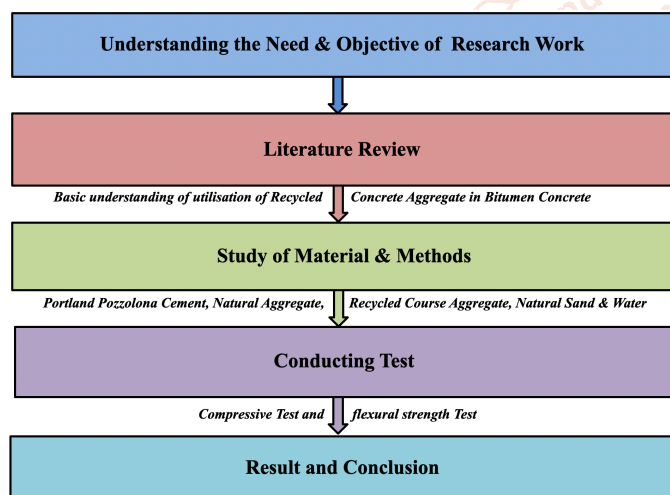 Understanding the Need & Objective of Research Work
Literature Review
Basic understanding of utilisation of Recycled Concrete Aggregate in Bitumen Concrete
Study of Material & Methods
Portland Pozzolona Cement, Natural Aggregate, Recycled Course Aggregate, Natural Sand & Water
Conducting Test
Compressive Test and flexural strength Test
Result and Conclusion